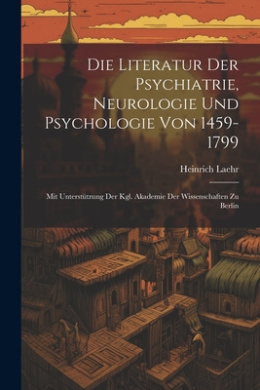 Die Literatur Der
Psychiatrie,
Neurologie Und
Psychologie Von 1459-
1799
Heinrich Laehr
Mit Unterstützung Der Kgl. Akademie Der Wissenschaften Zu
Berlin